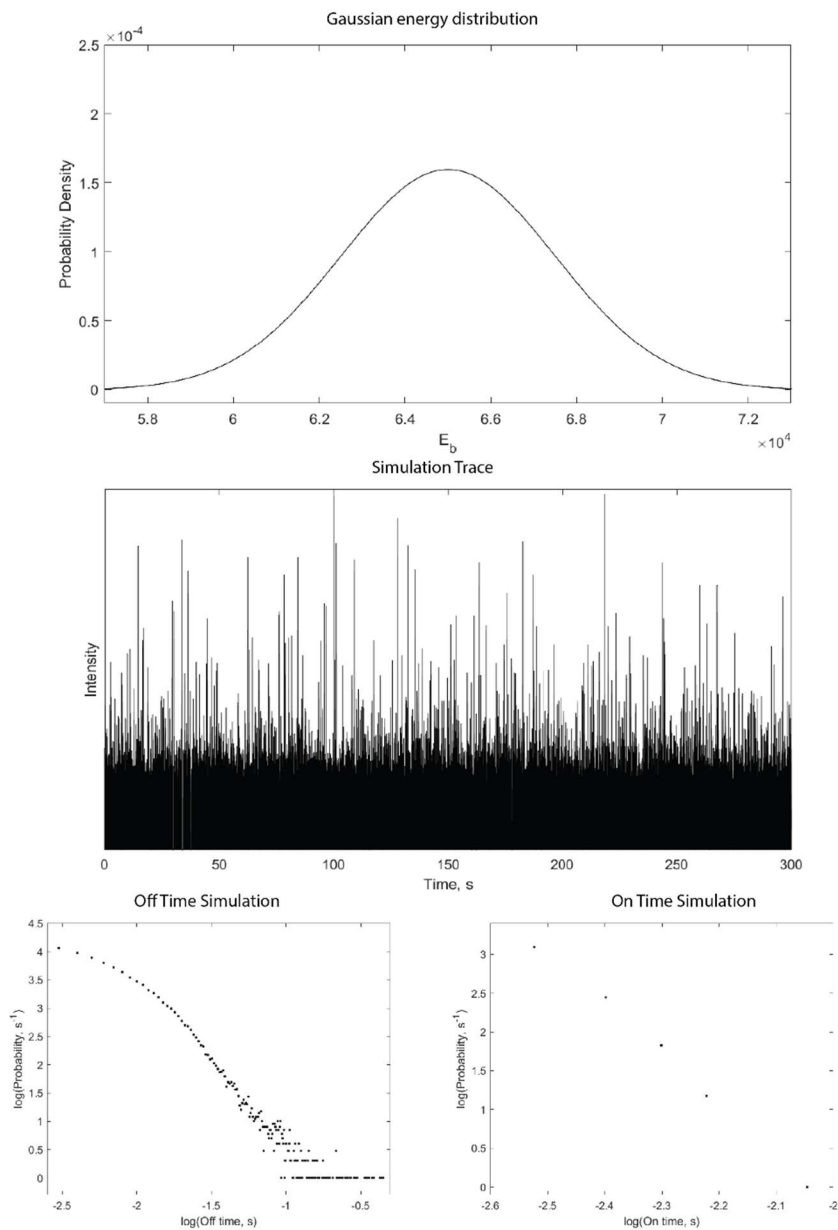 Gaussian energy distribution
×10⁻⁴
2.5
2
1.5
1
0.5
0
Probability Density
5.8 6 6.2 6.4 6.6 6.8 7 7.2
E_b
×10⁴
Simulation Trace
Intensity
0 50 100 150 200 250 300
Time, s
Off Time Simulation
4.5
4
3.5
3
2.5
2
1.5
1
0.5
0
log(Probability, s⁻¹)
-2.5 -2 -1.5 -1 -0.5
log(Off time, s)
On Time Simulation
3
2.5
2
1.5
1
0.5
0
log(Probability, s⁻¹)
-2.6 -2.5 -2.4 -2.3 -2.2 -2.1 -2
log(On time, s)